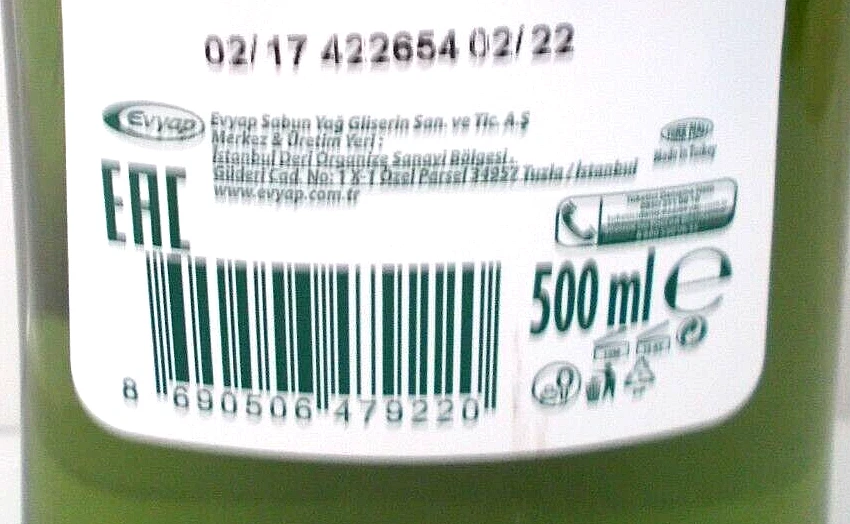 02/17 422654 02/22
Evyap
Evyap Sabun Yağ Gliserin San. ve Tic. A.Ş
Merkez & Üretim Yeri :
İstanbul Deri Organize Sanayi Bölgesi,
Güderi Cad. No: 1 X-1 Özel Parsel 34957 Tuzla / İstanbul
www.evyap.com.tr
Made in Turkey
EAC
500 ml e
8 690506 479220